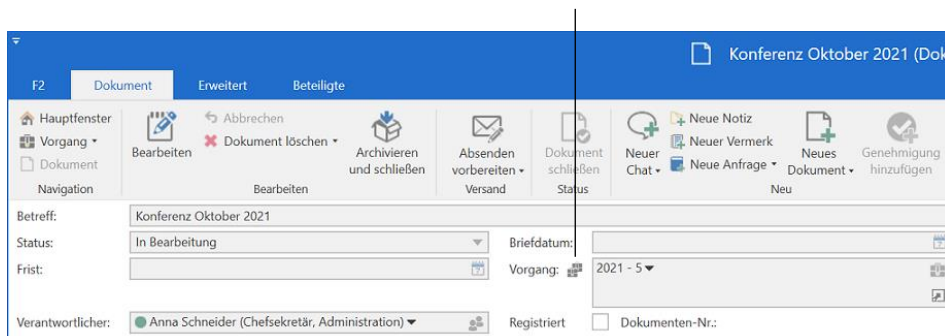 Konferenz Oktober 2021 (Dok
F2 Dokument Erweitert Beteiligte
Hauptfenster
Vorgang
Dokument
Navigation
Bearbeiten
Abbrechen
Dokument löschen
Archivieren
und schließen
Bearbeiten
Absenden
vorbereiten
Versand
Dokument
schließen
Status
Neuer
Chat
Neue Notiz
Neuer Vermerk
Neue Anfrage
Neues
Dokument
Genehmigung
hinzufügen
Neu
Betreff: Konferenz Oktober 2021
Status: In Bearbeitung Briefdatum:
Frist: Vorgang: 2021 - 5
Verantwortlicher: Anna Schneider (Chefsekretär, Administration) Registriert Dokumenten-Nr.: